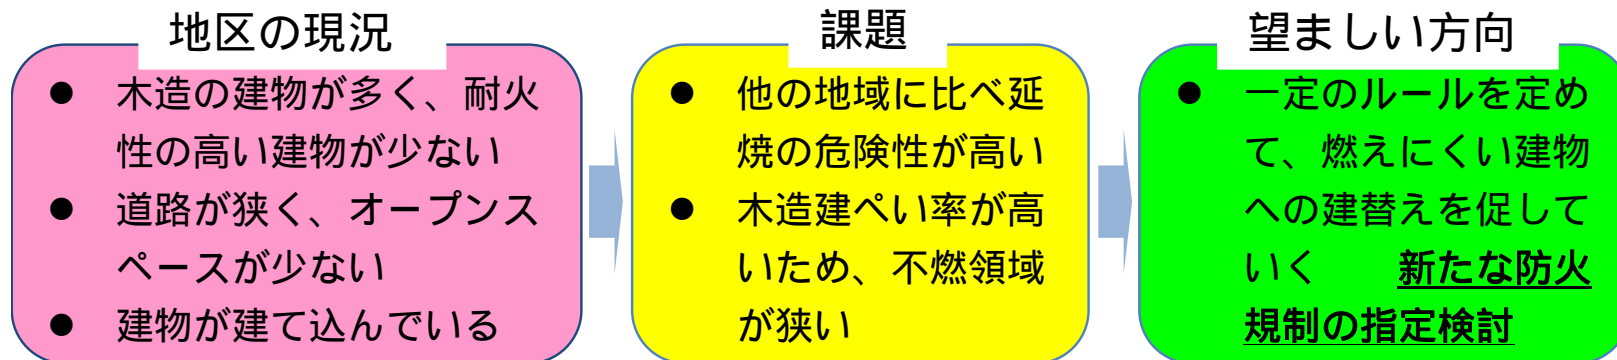 地区の現況
● 木造の建物が多く、耐火
性の高い建物が少ない
● 道路が狭く、オープンス
ペースが少ない
● 建物が建て込んでいる
課題
● 他の地域に比べ延
焼の危険性が高い
● 木造建ぺい率が高
いため、不燃領域
が狭い
望ましい方向
● 一定のルールを定め
て、燃えにくい建物
への建替えを促して
いく 新たな防火
規制の指定検討